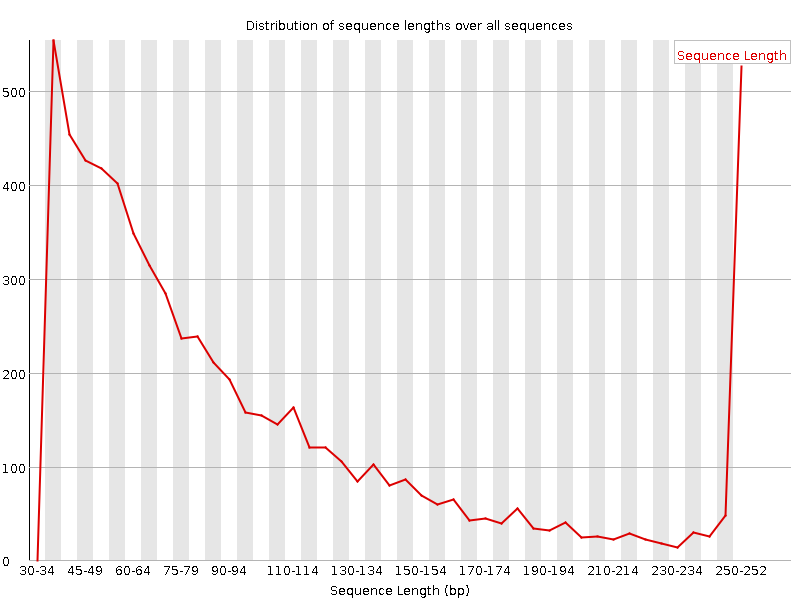 Distribution of sequence lengths over all sequences
Sequence Length
500
400
300
200
100
0
30-34 45-49 60-64 75-79 90-94 110-114 130-134 150-154 170-174 190-194 210-214 230-234 250-252
Sequence Length (bp)